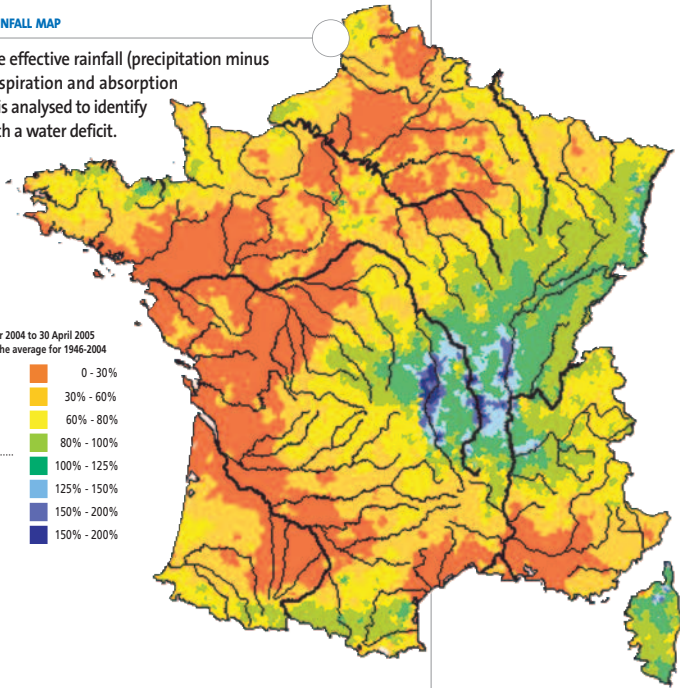 NFALL MAP
e effective rainfall (precipitation minus
spiration and absorption
is analysed to identify
h a water deficit.
r 2004 to 30 April 2005
he average for 1946-2004
0 - 30%
30% - 60%
60% - 80%
80% - 100%
100% - 125%
125% - 150%
150% - 200%
150% - 200%